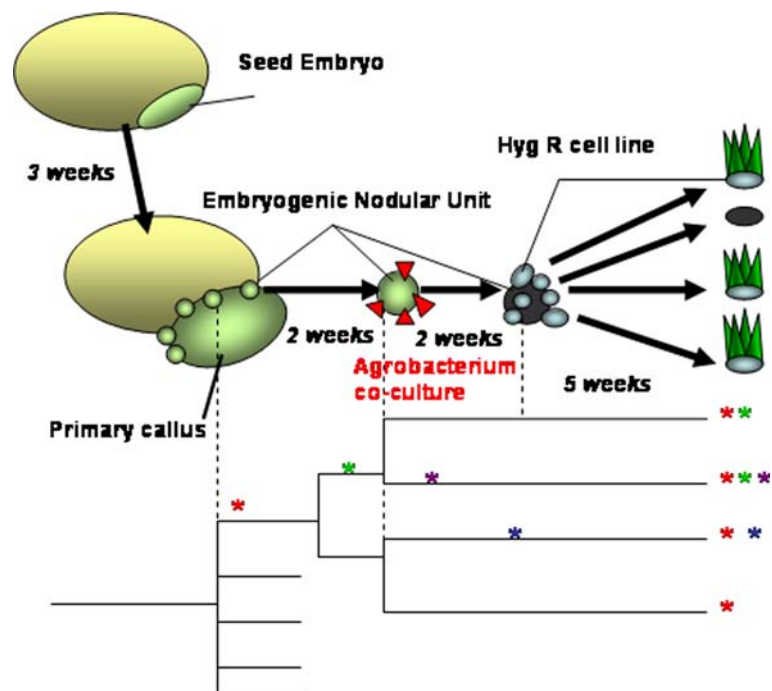 Seed Embryo
3 weeks
Hyg R cell line
Embryogenic Nodular Unit
2 weeks
2 weeks
Agrobacterium
co-culture
5 weeks
Primary callus
* *
* * *
* *
*
* * * *